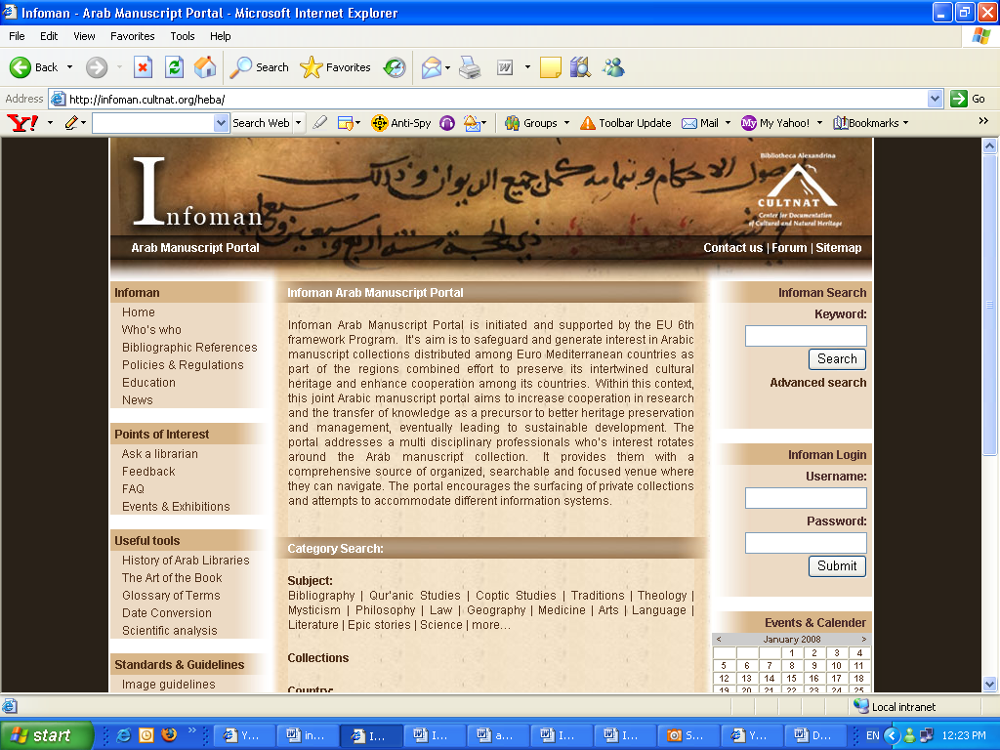 Infoman - Arab Manuscript Portal - Microsoft Internet Explorer
File Edit View Favorites Tools Help
Back Search Favorites
Address http://infoman.cultnat.org/heba/ Go
Y! Search Web Anti-Spy Groups Toolbar Update Mail My My Yahoo! Bookmarks
Bibliotheca Alexandrina
CULTNAT
Center for Documentation
of Cultural and Natural Heritage
Infoman
Arab Manuscript Portal
Contact us | Forum | Sitemap
Infoman
Home
Who's who
Bibliographic References
Policies & Regulations
Education
News
Points of Interest
Ask a librarian
Feedback
FAQ
Events & Exhibitions
Useful tools
History of Arab Libraries
The Art of the Book
Glossary of Terms
Date Conversion
Scientific analysis
Standards & Guidelines
Image guidelines
Infoman Arab Manuscript Portal
Infoman Arab Manuscript Portal is initiated and supported by the EU 6th
framework Program. It's aim is to safeguard and generate interest in Arabic
manuscript collections distributed among Euro Mediterranean countries as
part of the regions combined effort to preserve its intertwined cultural
heritage and enhance cooperation among its countries. Within this context,
this joint Arabic manuscript portal aims to increase cooperation in research
and the transfer of knowledge as a precursor to better heritage preservation
and management, eventually leading to sustainable development. The
portal addresses a multi disciplinary professionals who's interest rotates
around the Arab manuscript collection. It provides them with a
comprehensive source of organized, searchable and focused venue where
they can navigate. The portal encourages the surfacing of private collections
and attempts to accommodate different information systems.
Category Search:
Subject:
Bibliography | Qur'anic Studies | Coptic Studies | Traditions | Theology |
Mysticism | Philosophy | Law | Geography | Medicine | Arts | Language |
Literature | Epic stories | Science | more...
Collections
Country:
Infoman Search
Keyword:
Search
Advanced search
Infoman Login
Username:
Password:
Submit
Events & Calender
< January 2008 >
1 2 3 4
5 6 7 8 9 10 11
12 13 14 15 16 17 18
19 20 21 22 23 24 25
Local intranet
start Y... in... I... I... a... I... I... S... Y... D... EN 12:23 PM